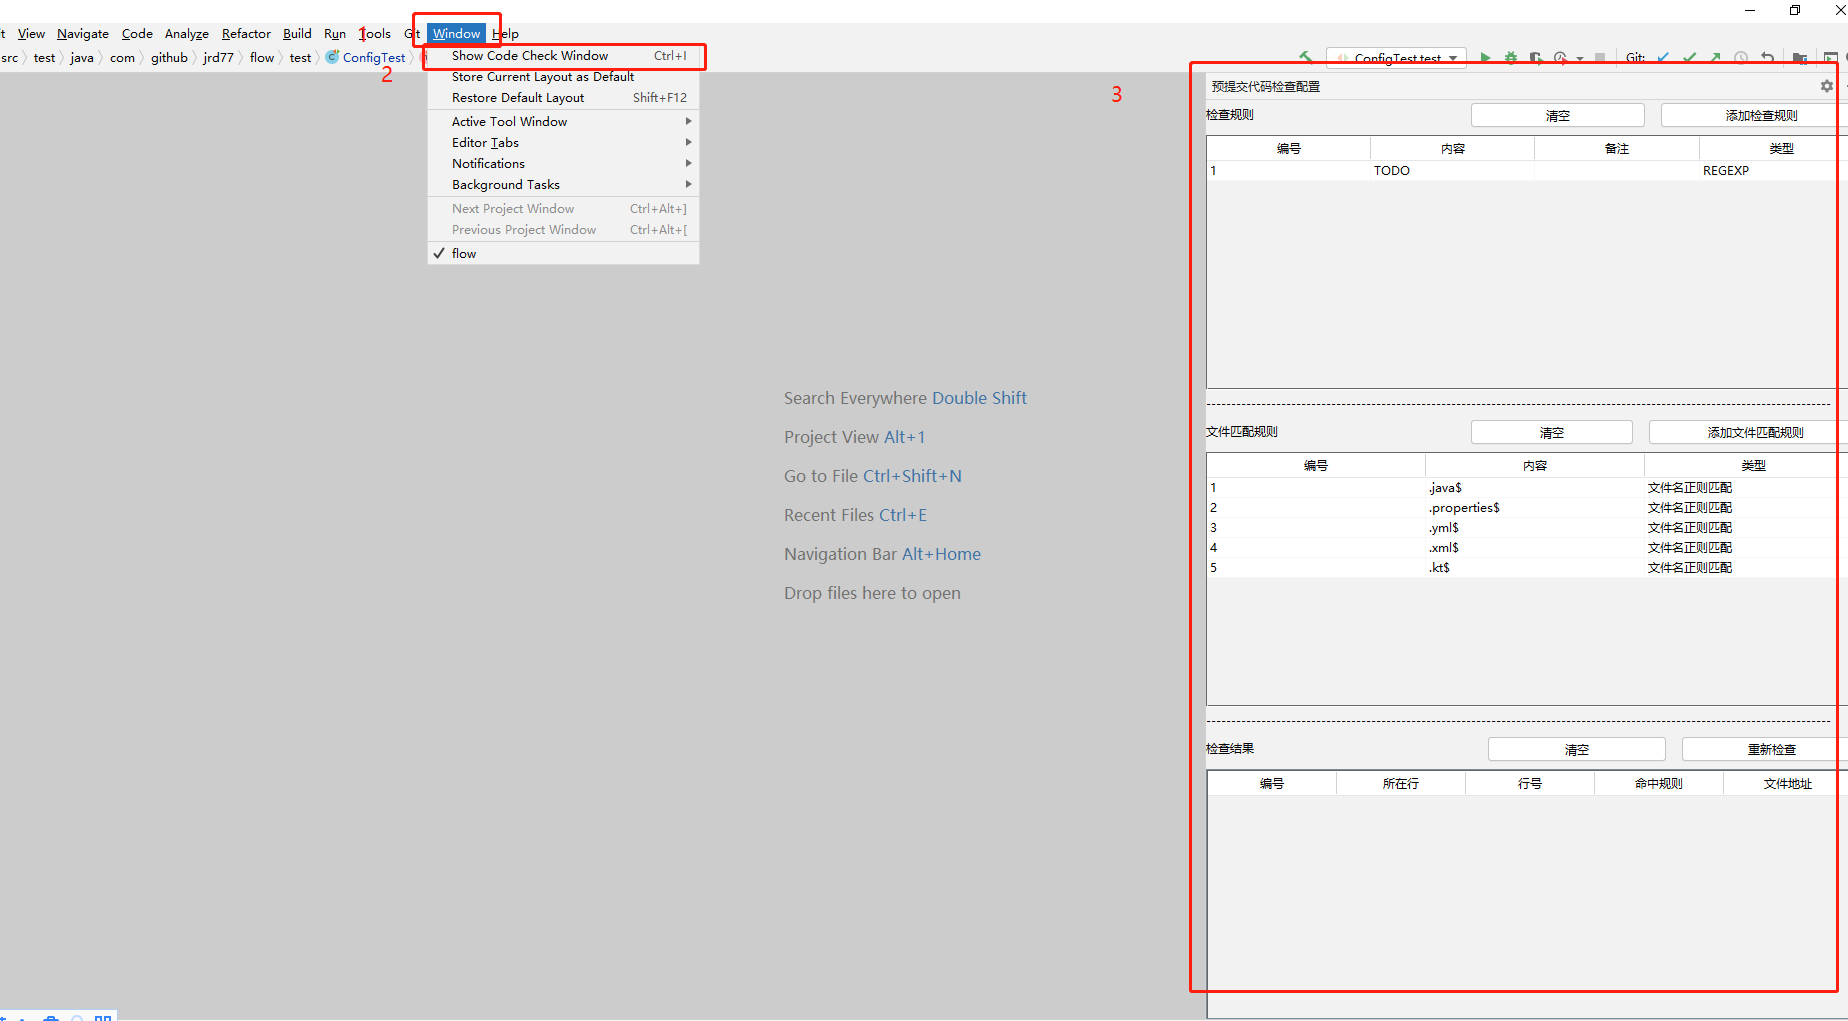 t View Navigate Code Analyze Refactor Build Run Tools Git Window Help
1
src test java com github jrd77 flow test ConfigTest
ConfigTest.test
Git:
2
Show Code Check Window Ctrl+I
Store Current Layout as Default
Restore Default Layout Shift+F12
Active Tool Window
Editor Tabs
Notifications
Background Tasks
Next Project Window Ctrl+Alt+]
Previous Project Window Ctrl+Alt+[
flow
Search Everywhere Double Shift
Project View Alt+1
Go to File Ctrl+Shift+N
Recent Files Ctrl+E
Navigation Bar Alt+Home
Drop files here to open
3
预提交代码检查配置
检查规则 清空 添加检查规则
编号 内容 备注 类型
1 TODO REGEXP
文件匹配规则 清空 添加文件匹配规则
编号 内容 类型
1 .java$ 文件名正则匹配
2 .properties$ 文件名正则匹配
3 .yml$ 文件名正则匹配
4 .xml$ 文件名正则匹配
5 .kt$ 文件名正则匹配
检查结果 清空 重新检查
编号 所在行 行号 命中规则 文件地址